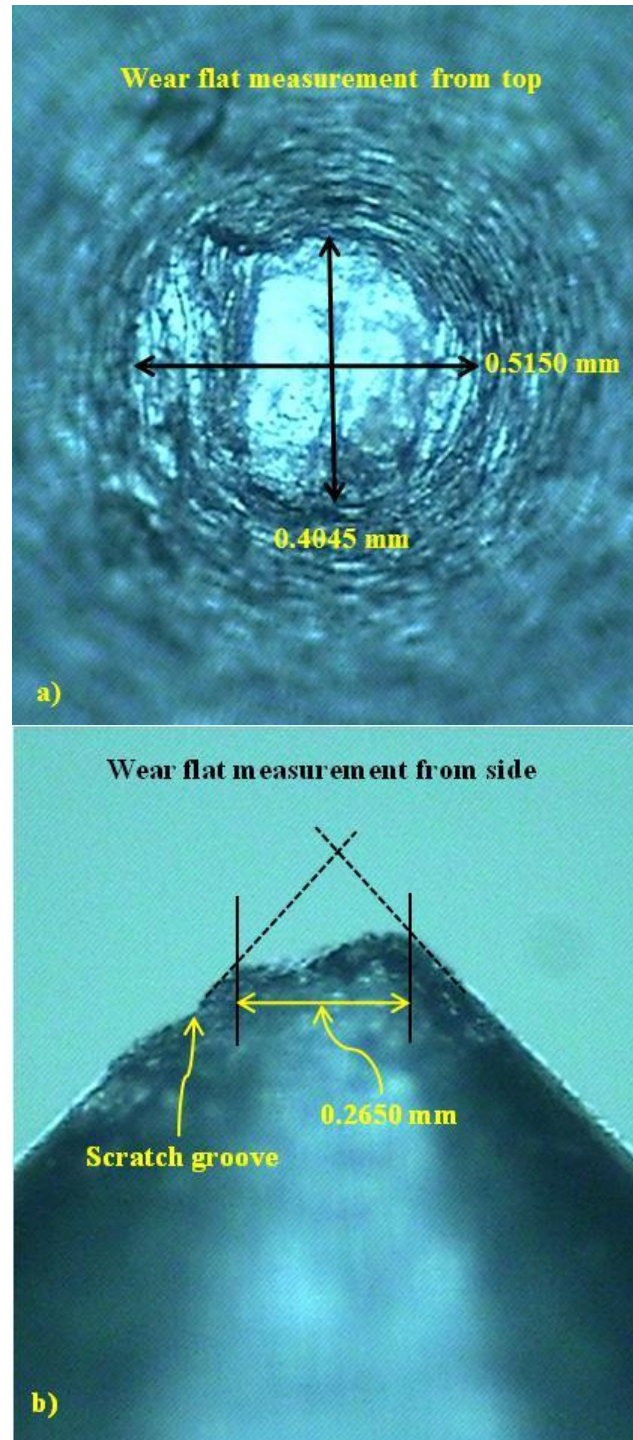 Wear flat measurement from top
0.5150 mm
0.4045 mm
a)
Wear flat measurement from side
0.2650 mm
Scratch groove
b)